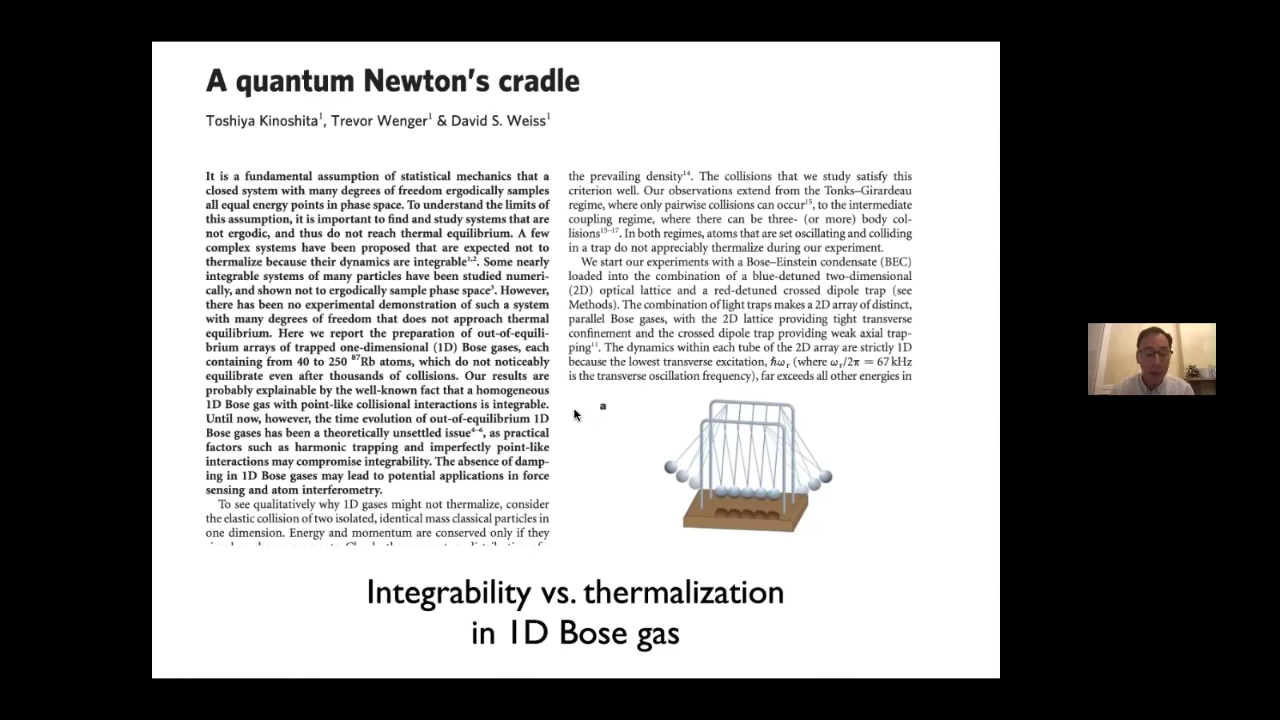 A quantum Newton's cradle
Toshiya Kinoshita¹, Trevor Wenger¹ & David S. Weiss¹
It is a fundamental assumption of statistical mechanics that a
closed system with many degrees of freedom ergodically samples
all equal energy points in phase space. To understand the limits of
this assumption, it is important to find and study systems that are
not ergodic, and thus do not reach thermal equilibrium. A few
complex systems have been proposed that are expected not to
thermalize because their dynamics are integrable¹,². Some nearly
integrable systems of many particles have been studied numeri-
cally, and shown not to ergodically sample phase space³. However,
there has been no experimental demonstration of such a system
with many degrees of freedom that does not approach thermal
equilibrium. Here we report the preparation of out-of-equili-
brium arrays of trapped one-dimensional (1D) Bose gases, each
containing from 40 to 250 ⁸⁷Rb atoms, which do not noticeably
equilibrate even after thousands of collisions. Our results are
probably explainable by the well-known fact that a homogeneous
1D Bose gas with point-like collisional interactions is integrable.
Until now, however, the time evolution of out-of-equilibrium 1D
Bose gases has been a theoretically unsettled issue⁴⁻⁶, as practical
factors such as harmonic trapping and imperfectly point-like
interactions may compromise integrability. The absence of damp-
ing in 1D Bose gases may lead to potential applications in force
sensing and atom interferometry.
To see qualitatively why 1D gases might not thermalize, consider
the elastic collision of two isolated, identical mass classical particles in
one dimension. Energy and momentum are conserved only if they
the prevailing density¹⁴. The collisions that we study satisfy this
criterion well. Our observations extend from the Tonks–Girardeau
regime, where only pairwise collisions can occur¹⁵, to the intermediate
coupling regime, where there can be three- (or more) body col-
lisions¹⁵⁻¹⁷. In both regimes, atoms that are set oscillating and colliding
in a trap do not appreciably thermalize during our experiment.
We start our experiments with a Bose–Einstein condensate (BEC)
loaded into the combination of a blue-detuned two-dimensional
(2D) optical lattice and a red-detuned crossed dipole trap (see
Methods). The combination of light traps makes a 2D array of distinct,
parallel Bose gases, with the 2D lattice providing tight transverse
confinement and the crossed dipole trap providing weak axial trap-
ping¹¹. The dynamics within each tube of the 2D array are strictly 1D
because the lowest transverse excitation, ħωᵣ (where ωᵣ/2π = 67 kHz
is the transverse oscillation frequency), far exceeds all other energies in
a
Integrability vs. thermalization
in 1D Bose gas